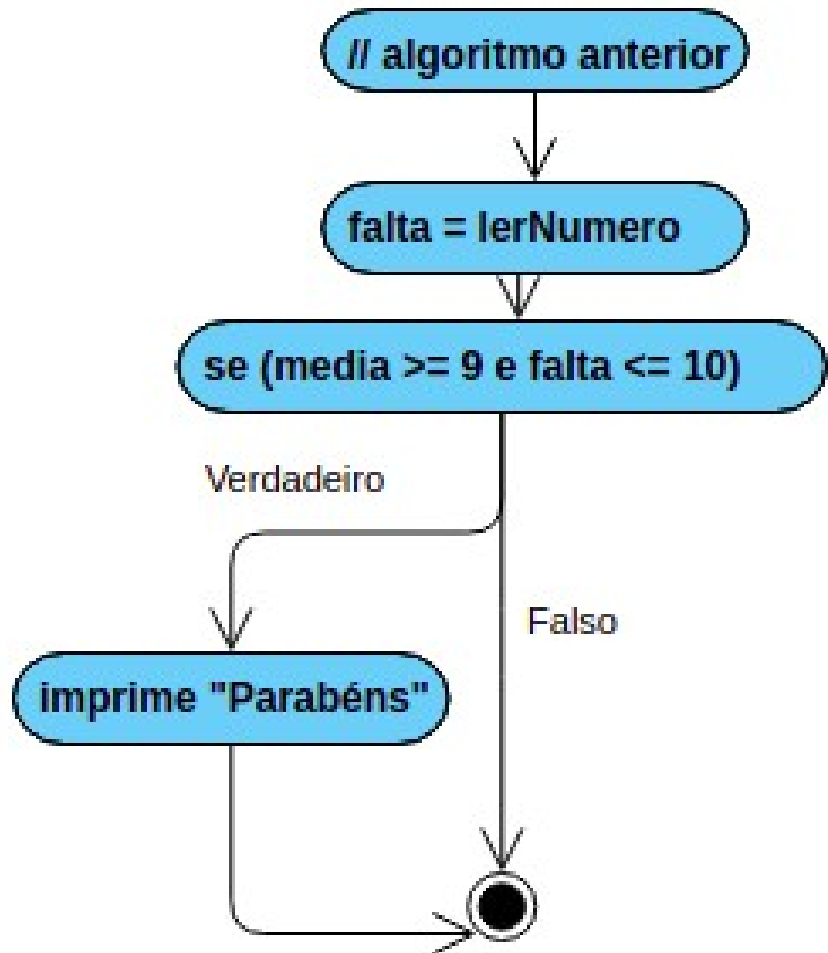 // algoritmo anterior
falta = lerNumero
se (media >= 9 e falta <= 10)
Verdadeiro
Falso
imprime "Parabéns"